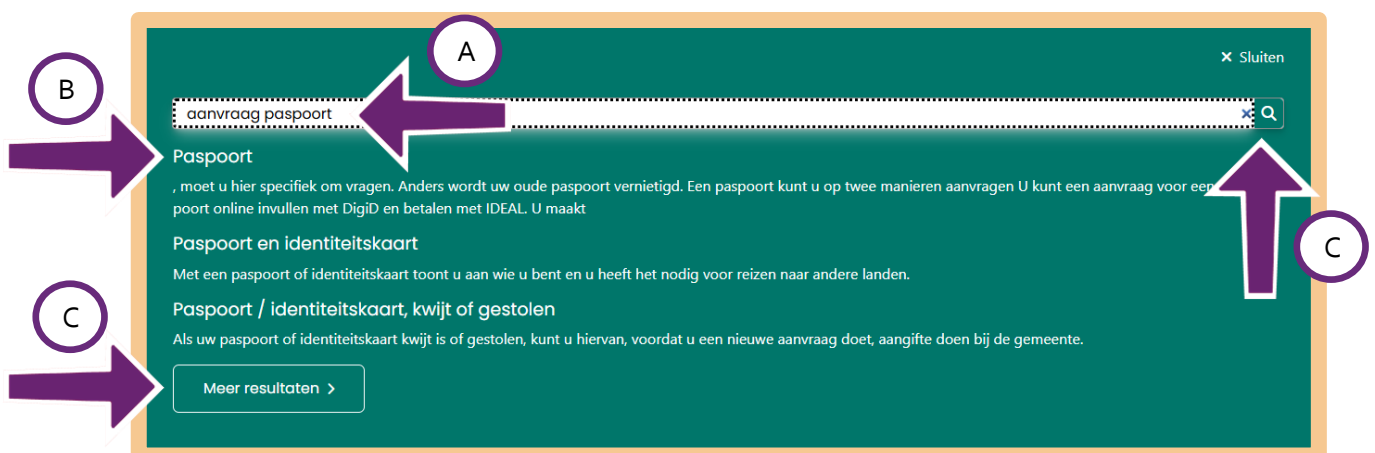 A
× Sluiten
B
aanvraag paspoort ×
Paspoort
, moet u hier specifiek om vragen. Anders wordt uw oude paspoort vernietigd. Een paspoort kunt u op twee manieren aanvragen U kunt een aanvraag voor een
poort online invullen met DigiD en betalen met IDEAL. U maakt
Paspoort en identiteitskaart
C
Met een paspoort of identiteitskaart toont u aan wie u bent en u heeft het nodig voor reizen naar andere landen.
Paspoort / identiteitskaart, kwijt of gestolen
C
Als uw paspoort of identiteitskaart kwijt is of gestolen, kunt u hiervan, voordat u een nieuwe aanvraag doet, aangifte doen bij de gemeente.
Meer resultaten >